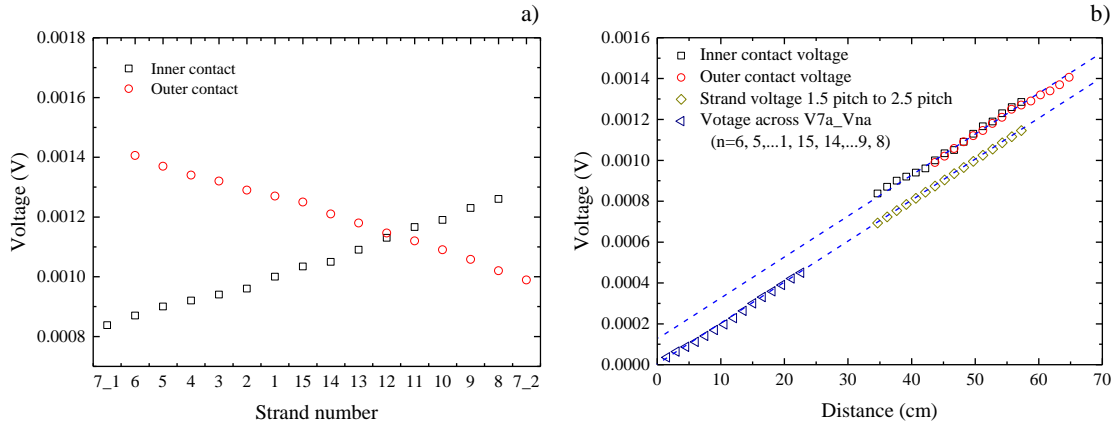 a)
0.0018
0.0016
0.0014
0.0012
0.0010
0.0008
Voltage (V)
Inner contact
Outer contact
7_1 6 5 4 3 2 1 15 14 13 12 11 10 9 8 7_2
Strand number
b)
0.0016
0.0014
0.0012
0.0010
0.0008
0.0006
0.0004
0.0002
0.0000
Voltage (V)
Inner contact voltage
Outer contact voltage
Strand voltage 1.5 pitch to 2.5 pitch
Votage across V7a_Vna
(n=6, 5,...1, 15, 14,...9, 8)
0 10 20 30 40 50 60 70
Distance (cm)